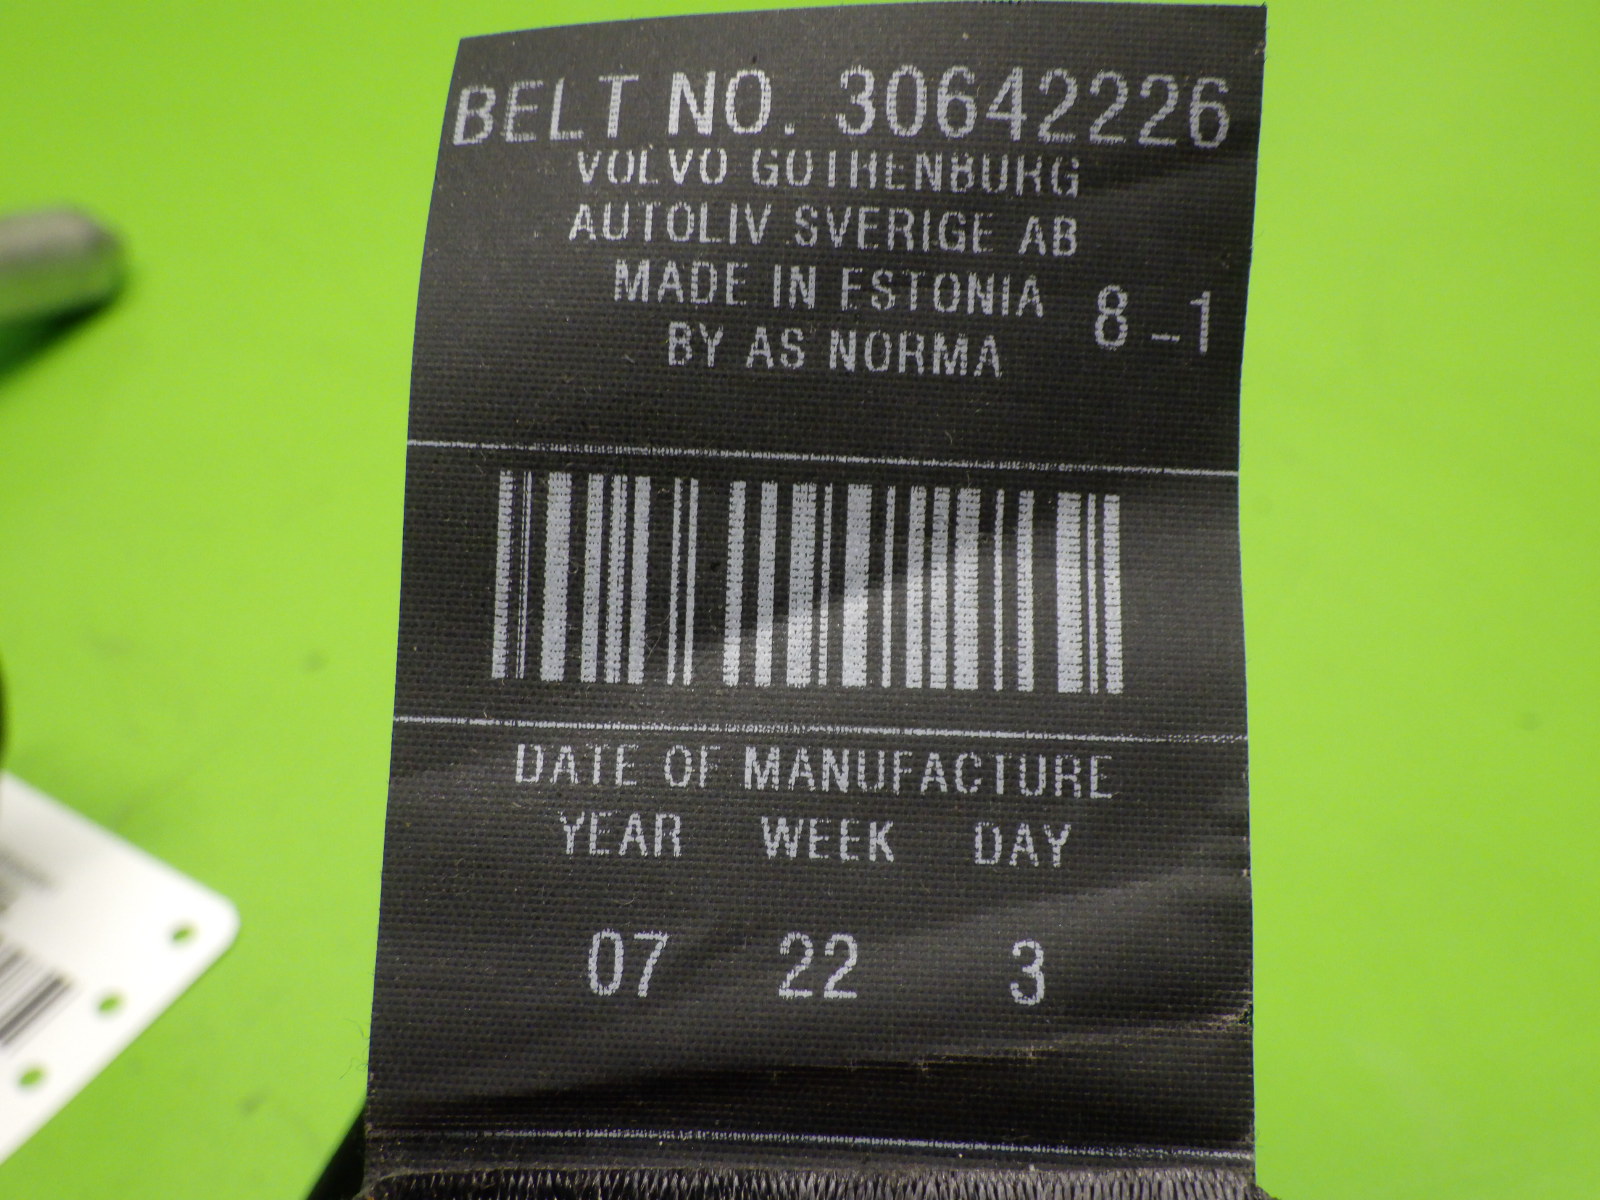 BELT NO. 30642226
VOLVO GOTHENBURG
AUTOLIV SVERIGE AB
MADE IN ESTONIA 8-1
BY AS NORMA
DATE OF MANUFACTURE
YEAR WEEK DAY
07 22 3